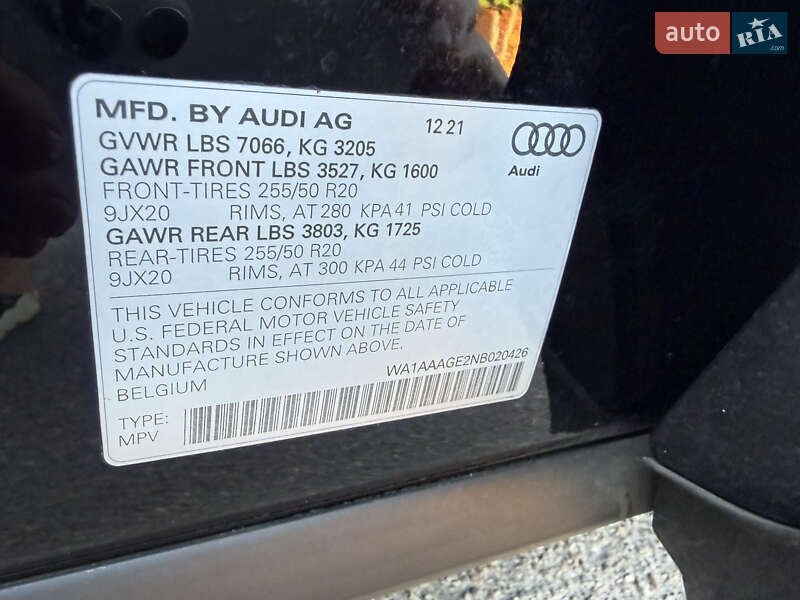 auto RIA.com
MFD. BY AUDI AG 12 21
GVWR LBS 7066, KG 3205
GAWR FRONT LBS 3527, KG 1600
FRONT-TIRES 255/50 R20
9JX20 RIMS, AT 280 KPA 41 PSI COLD
GAWR REAR LBS 3803, KG 1725
REAR-TIRES 255/50 R20
9JX20 RIMS, AT 300 KPA 44 PSI COLD
Audi
THIS VEHICLE CONFORMS TO ALL APPLICABLE
U.S. FEDERAL MOTOR VEHICLE SAFETY
STANDARDS IN EFFECT ON THE DATE OF
MANUFACTURE SHOWN ABOVE.
BELGIUM WA1AAAGE2NB020426
TYPE:
MPV